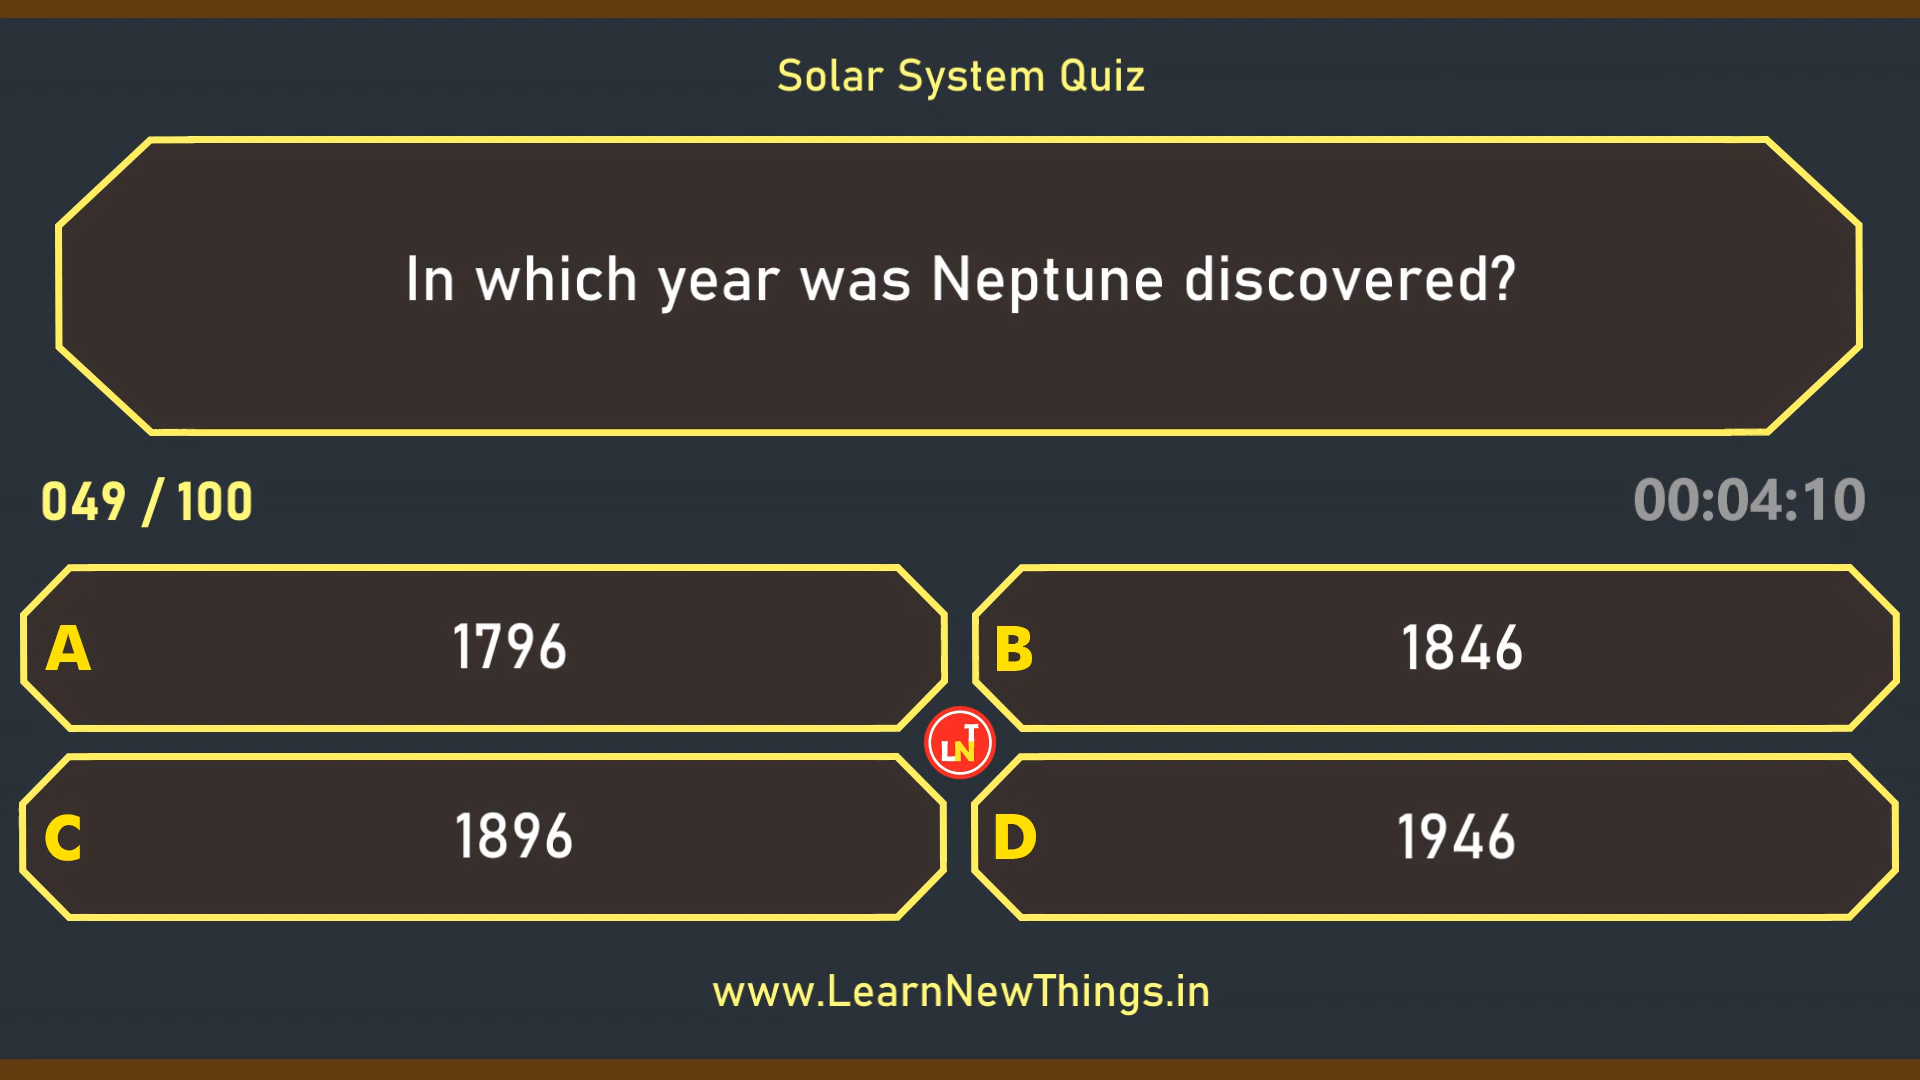 Solar System Quiz
In which year was Neptune discovered?
049 / 100
00:04:10
A 1796
B 1846
LNT
C 1896
D 1946
www.LearnNewThings.in